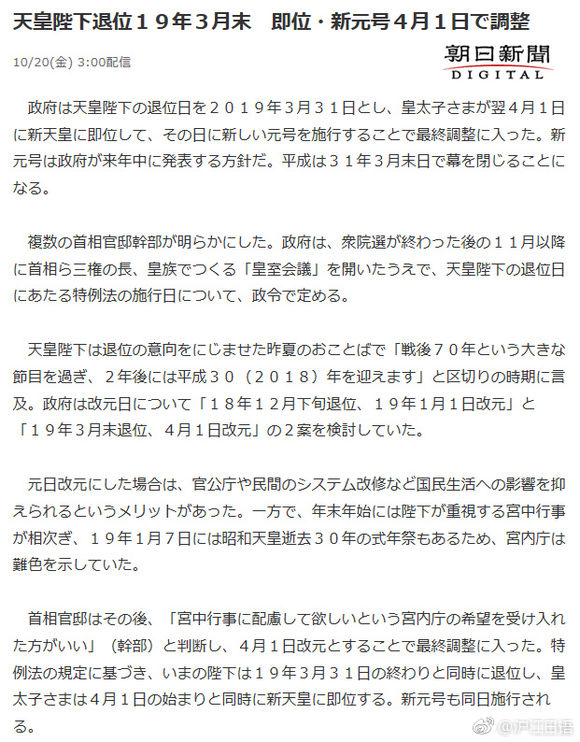 天皇陛下退位１９年３月末　即位・新元号４月１日で調整
10/20(金) 3:00配信
朝日新聞
DIGITAL
政府は天皇陛下の退位日を２０１９年３月３１日とし、皇太子さまが翌４月１日
に新天皇に即位して、その日に新しい元号を施行することで最終調整に入った。新
元号は政府が来年中に発表する方針だ。平成は３１年３月末日で幕を閉じることに
なる。
複数の首相官邸幹部が明らかにした。政府は、衆院選が終わった後の１１月以降
に首相ら三権の長、皇族でつくる「皇室会議」を開いたうえで、天皇陛下の退位日
にあたる特例法の施行日について、政令で定める。
天皇陛下は退位の意向をにじませた昨夏のおことばで「戦後７０年という大きな
節目を過ぎ、２年後には平成３０（２０１８）年を迎えます」と区切りの時期に言
及。政府は改元日について「１８年１２月下旬退位、１９年１月１日改元」と
「１９年３月末退位、４月１日改元」の２案を検討していた。
元日改元にした場合は、官公庁や民間のシステム改修など国民生活への影響を抑
えられるというメリットがあった。一方で、年末年始には陛下が重視する宮中行事
が相次ぎ、１９年１月７日には昭和天皇逝去３０年の式年祭もあるため、宮内庁は
難色を示していた。
首相官邸はその後、「宮中行事に配慮して欲しいという宮内庁の希望を受け入れ
た方がいい」（幹部）と判断し、４月１日改元とすることで最終調整に入った。特
例法の規定に基づき、いまの陛下は１９年３月３１日の終わりと同時に退位し、皇
太子さまは４月１日の始まりと同時に新天皇に即位する。新元号も同日施行され
る。
@沪江日语